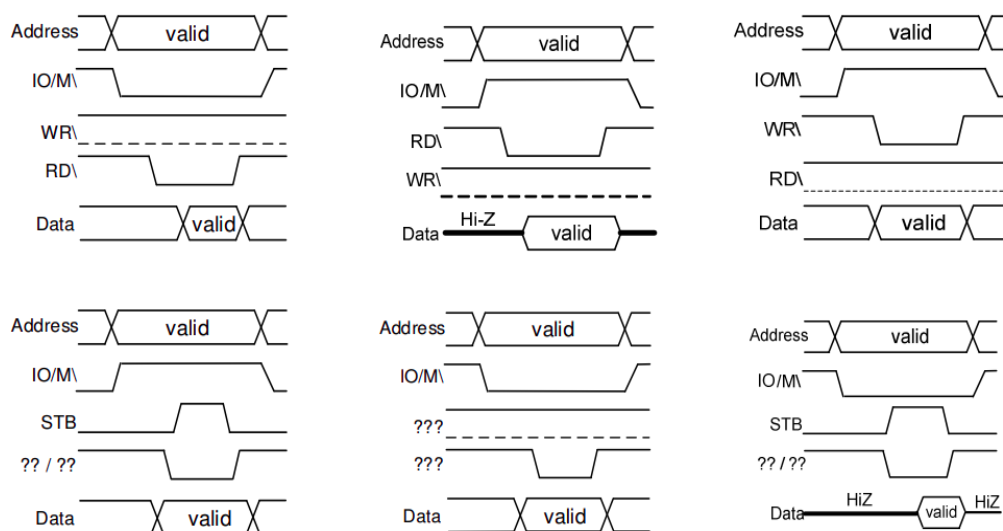 Address valid
IO/M\
WR\
RD\
Data valid
Address valid
IO/M\
RD\
WR\
Hi-Z
Data valid
Address valid
IO/M\
WR\
RD\
Data valid
Address valid
IO/M\
STB
?? / ??
Data valid
Address valid
IO/M\
???
???
Data valid
Address valid
IO/M\
STB
?? / ??
Data HiZ valid HiZ